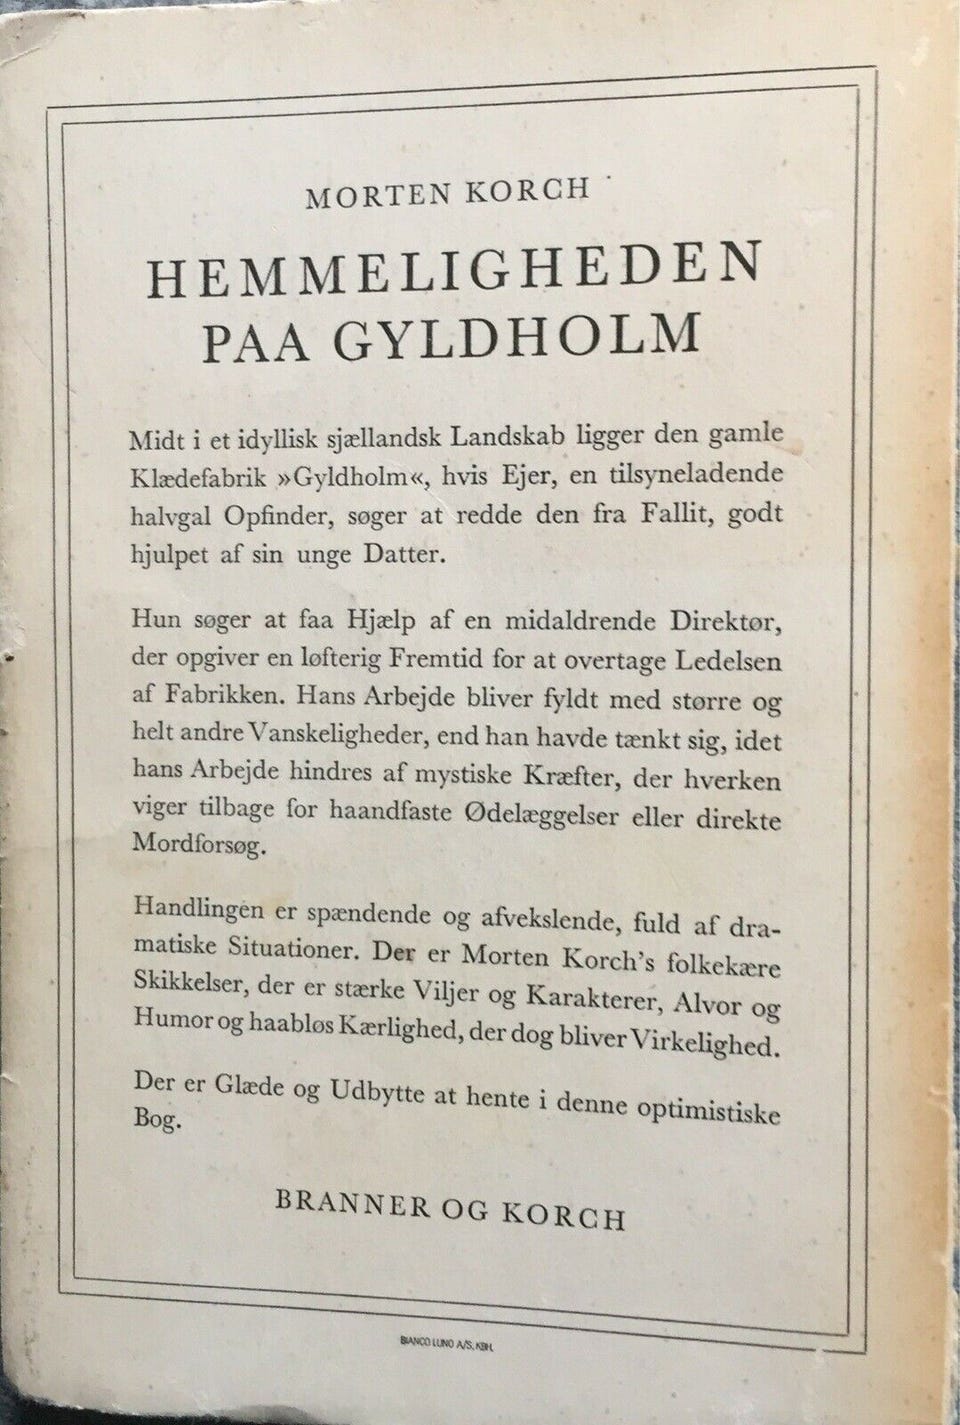 MORTEN KORCH
HEMMELIGHEDEN
PAA GYLDHOLM
Midt i et idyllisk sjællandsk Landskab ligger den gamle
Klædefabrik »Gyldholm«, hvis Ejer, en tilsyneladende
halvgal Opfinder, søger at redde den fra Fallit, godt
hjulpet af sin unge Datter.
Hun søger at faa Hjælp af en midaldrende Direktør,
der opgiver en løfterig Fremtid for at overtage Ledelsen
af Fabrikken. Hans Arbejde bliver fyldt med større og
helt andre Vanskeligheder, end han havde tænkt sig, idet
hans Arbejde hindres af mystiske Kræfter, der hverken
viger tilbage for haandfaste Ødelæggelser eller direkte
Mordforsøg.
Handlingen er spændende og afvekslende, fuld af dra-
matiske Situationer. Der er Morten Korch's folkekære
Skikkelser, der er stærke Viljer og Karakterer, Alvor og
Humor og haabløs Kærlighed, der dog bliver Virkelighed.
Der er Glæde og Udbytte at hente i denne optimistiske
Bog.
BRANNER OG KORCH
BIANCO LUNO A/S, KBH.